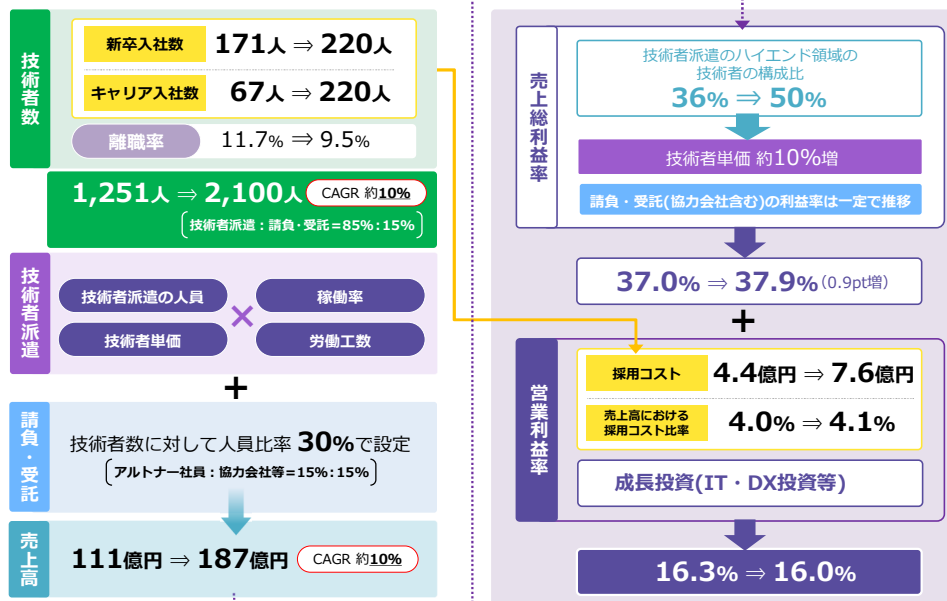 技術者数
新卒入社数 171人 ⇒ 220人
キャリア入社数 67人 ⇒ 220人
離職率 11.7% ⇒ 9.5%
1,251人 ⇒ 2,100人 CAGR 約10%
技術者派遣：請負・受託＝85%：15%
技術者派遣
技術者派遣の人員 × 稼働率
技術者単価 労働工数
+
請負・受託
技術者数に対して人員比率 30%で設定
アルトナー社員：協力会社等＝15%：15%
売上高
111億円 ⇒ 187億円 CAGR 約10%
売上総利益率
技術者派遣のハイエンド領域の
技術者の構成比
36% ⇒ 50%
技術者単価 約10%増
請負・受託(協力会社含む)の利益率は一定で推移
37.0% ⇒ 37.9%(0.9pt増)
+
営業利益率
採用コスト 4.4億円 ⇒ 7.6億円
売上高における
採用コスト比率 4.0% ⇒ 4.1%
成長投資(IT・DX投資等)
16.3% ⇒ 16.0%